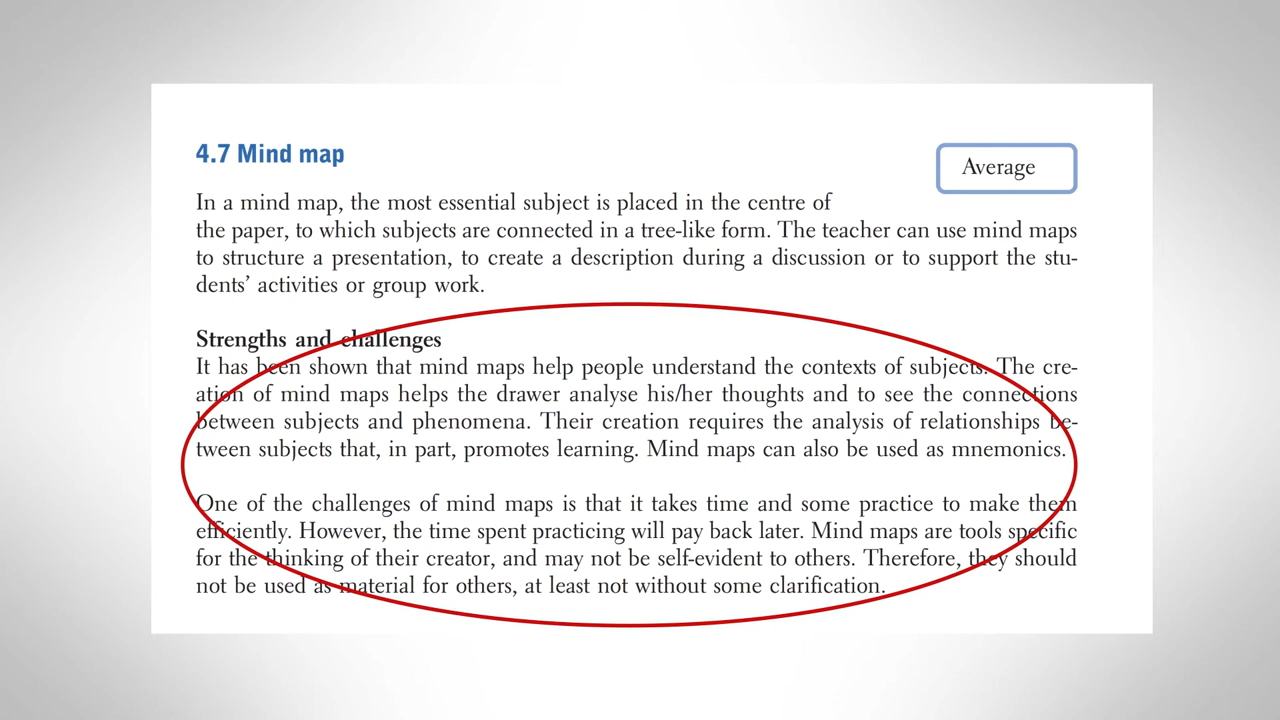 4.7 Mind map
Average
In a mind map, the most essential subject is placed in the centre of
the paper, to which subjects are connected in a tree-like form. The teacher can use mind maps
to structure a presentation, to create a description during a discussion or to support the stu-
dents’ activities or group work.
Strengths and challenges
It has been shown that mind maps help people understand the contexts of subjects. The cre-
ation of mind maps helps the drawer analyse his/her thoughts and to see the connections
between subjects and phenomena. Their creation requires the analysis of relationships be-
tween subjects that, in part, promotes learning. Mind maps can also be used as mnemonics.
One of the challenges of mind maps is that it takes time and some practice to make them
efficiently. However, the time spent practicing will pay back later. Mind maps are tools specific
for the thinking of their creator, and may not be self-evident to others. Therefore, they should
not be used as material for others, at least not without some clarification.